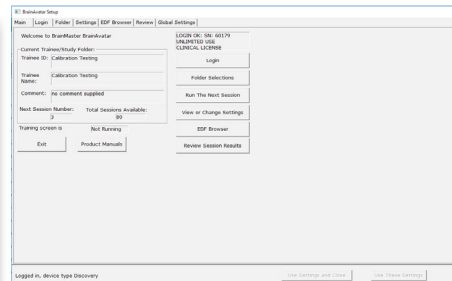 BrainAvatar Setup
Main Login Folder Settings EDF Browser Review Global Settings
Welcome to BrainMaster BrainAvatar
LOGIN OK: SN: 60179
UNLIMITED USE
CLINICAL LICENSE
Current Trainee/Study Folder:
Trainee ID: Calibration Testing
Login
Trainee Name: Calibration Testing
Folder Selections
Comment: no comment supplied
Run The Next Session
Next Session Number: Total Sessions Available:
3 80
View or Change Settings
Training screen is Not Running
EDF Browser
Exit Product Manuals
Review Session Results
Logged in, device type Discovery
Use Settings and Close Use These Settings